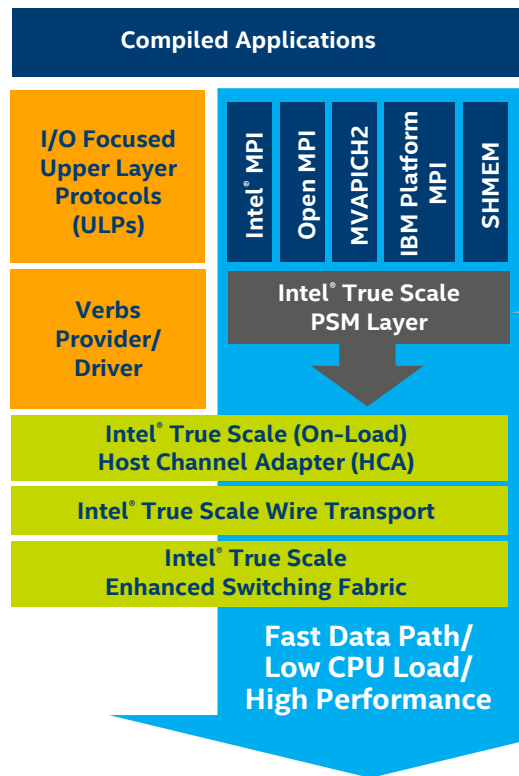 Compiled Applications
I/O Focused
Upper Layer
Protocols
(ULPs)
Intel® MPI
Open MPI
MVAPICH2
IBM Platform
MPI
SHMEM
Verbs
Provider/
Driver
Intel® True Scale
PSM Layer
Intel® True Scale (On-Load)
Host Channel Adapter (HCA)
Intel® True Scale Wire Transport
Intel® True Scale
Enhanced Switching Fabric
Fast Data Path/
Low CPU Load/
High Performance